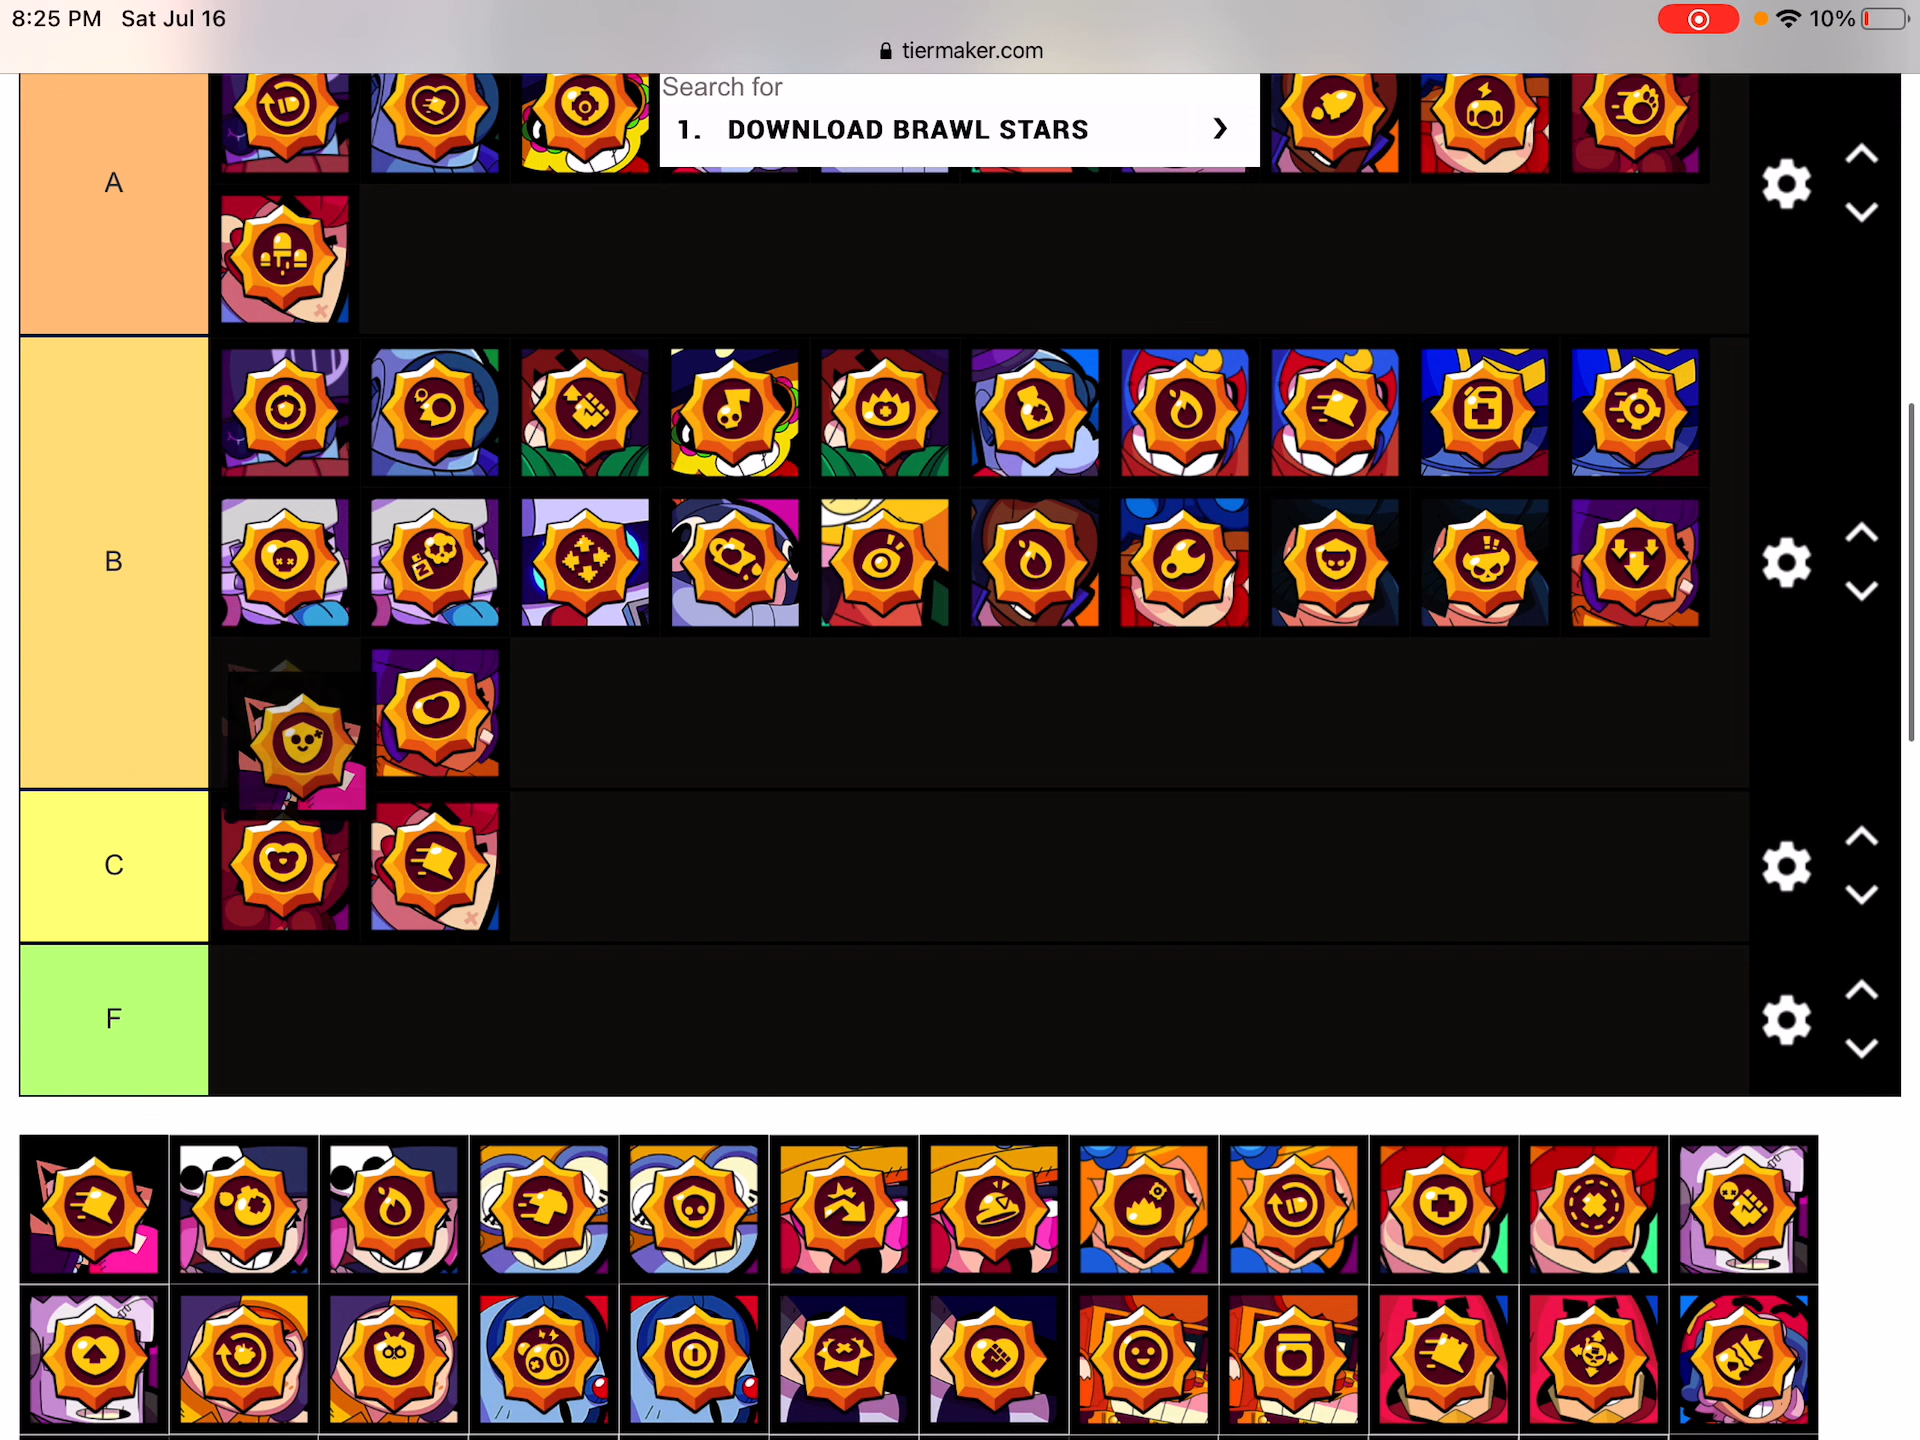 8:25 PM Sat Jul 16
10%
tiermaker.com
Search for
1. DOWNLOAD BRAWL STARS
A
B
C
F